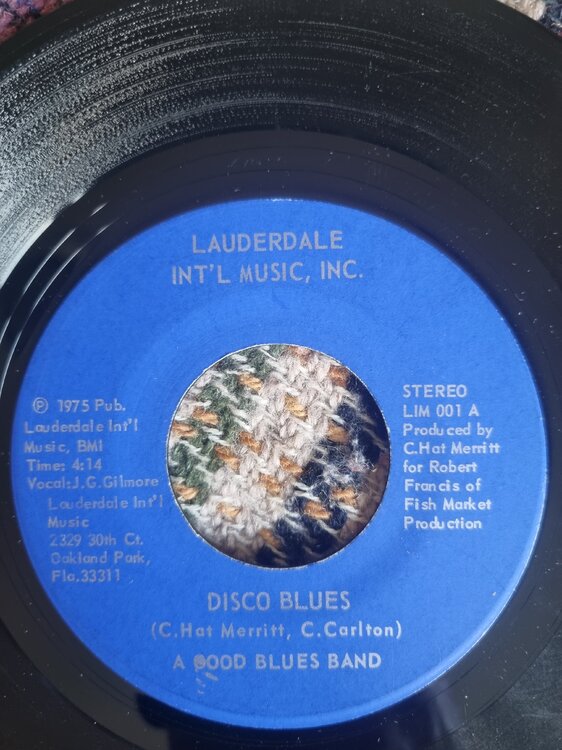 LAUDERDALE
INT'L MUSIC, INC.
℗ 1975 Pub.
Lauderdale Int'l
Music, BMI
Time: 4:14
Vocal:J.G.Gilmore
Lauderdale Int'l
Music
2329 30th Ct.
Oakland Park,
Fla.33311
STEREO
LIM 001 A
Produced by
C.Hat Merritt
for Robert
Francis of
Fish Market
Production
DISCO BLUES
(C.Hat Merritt, C.Carlton)
A GOOD BLUES BAND